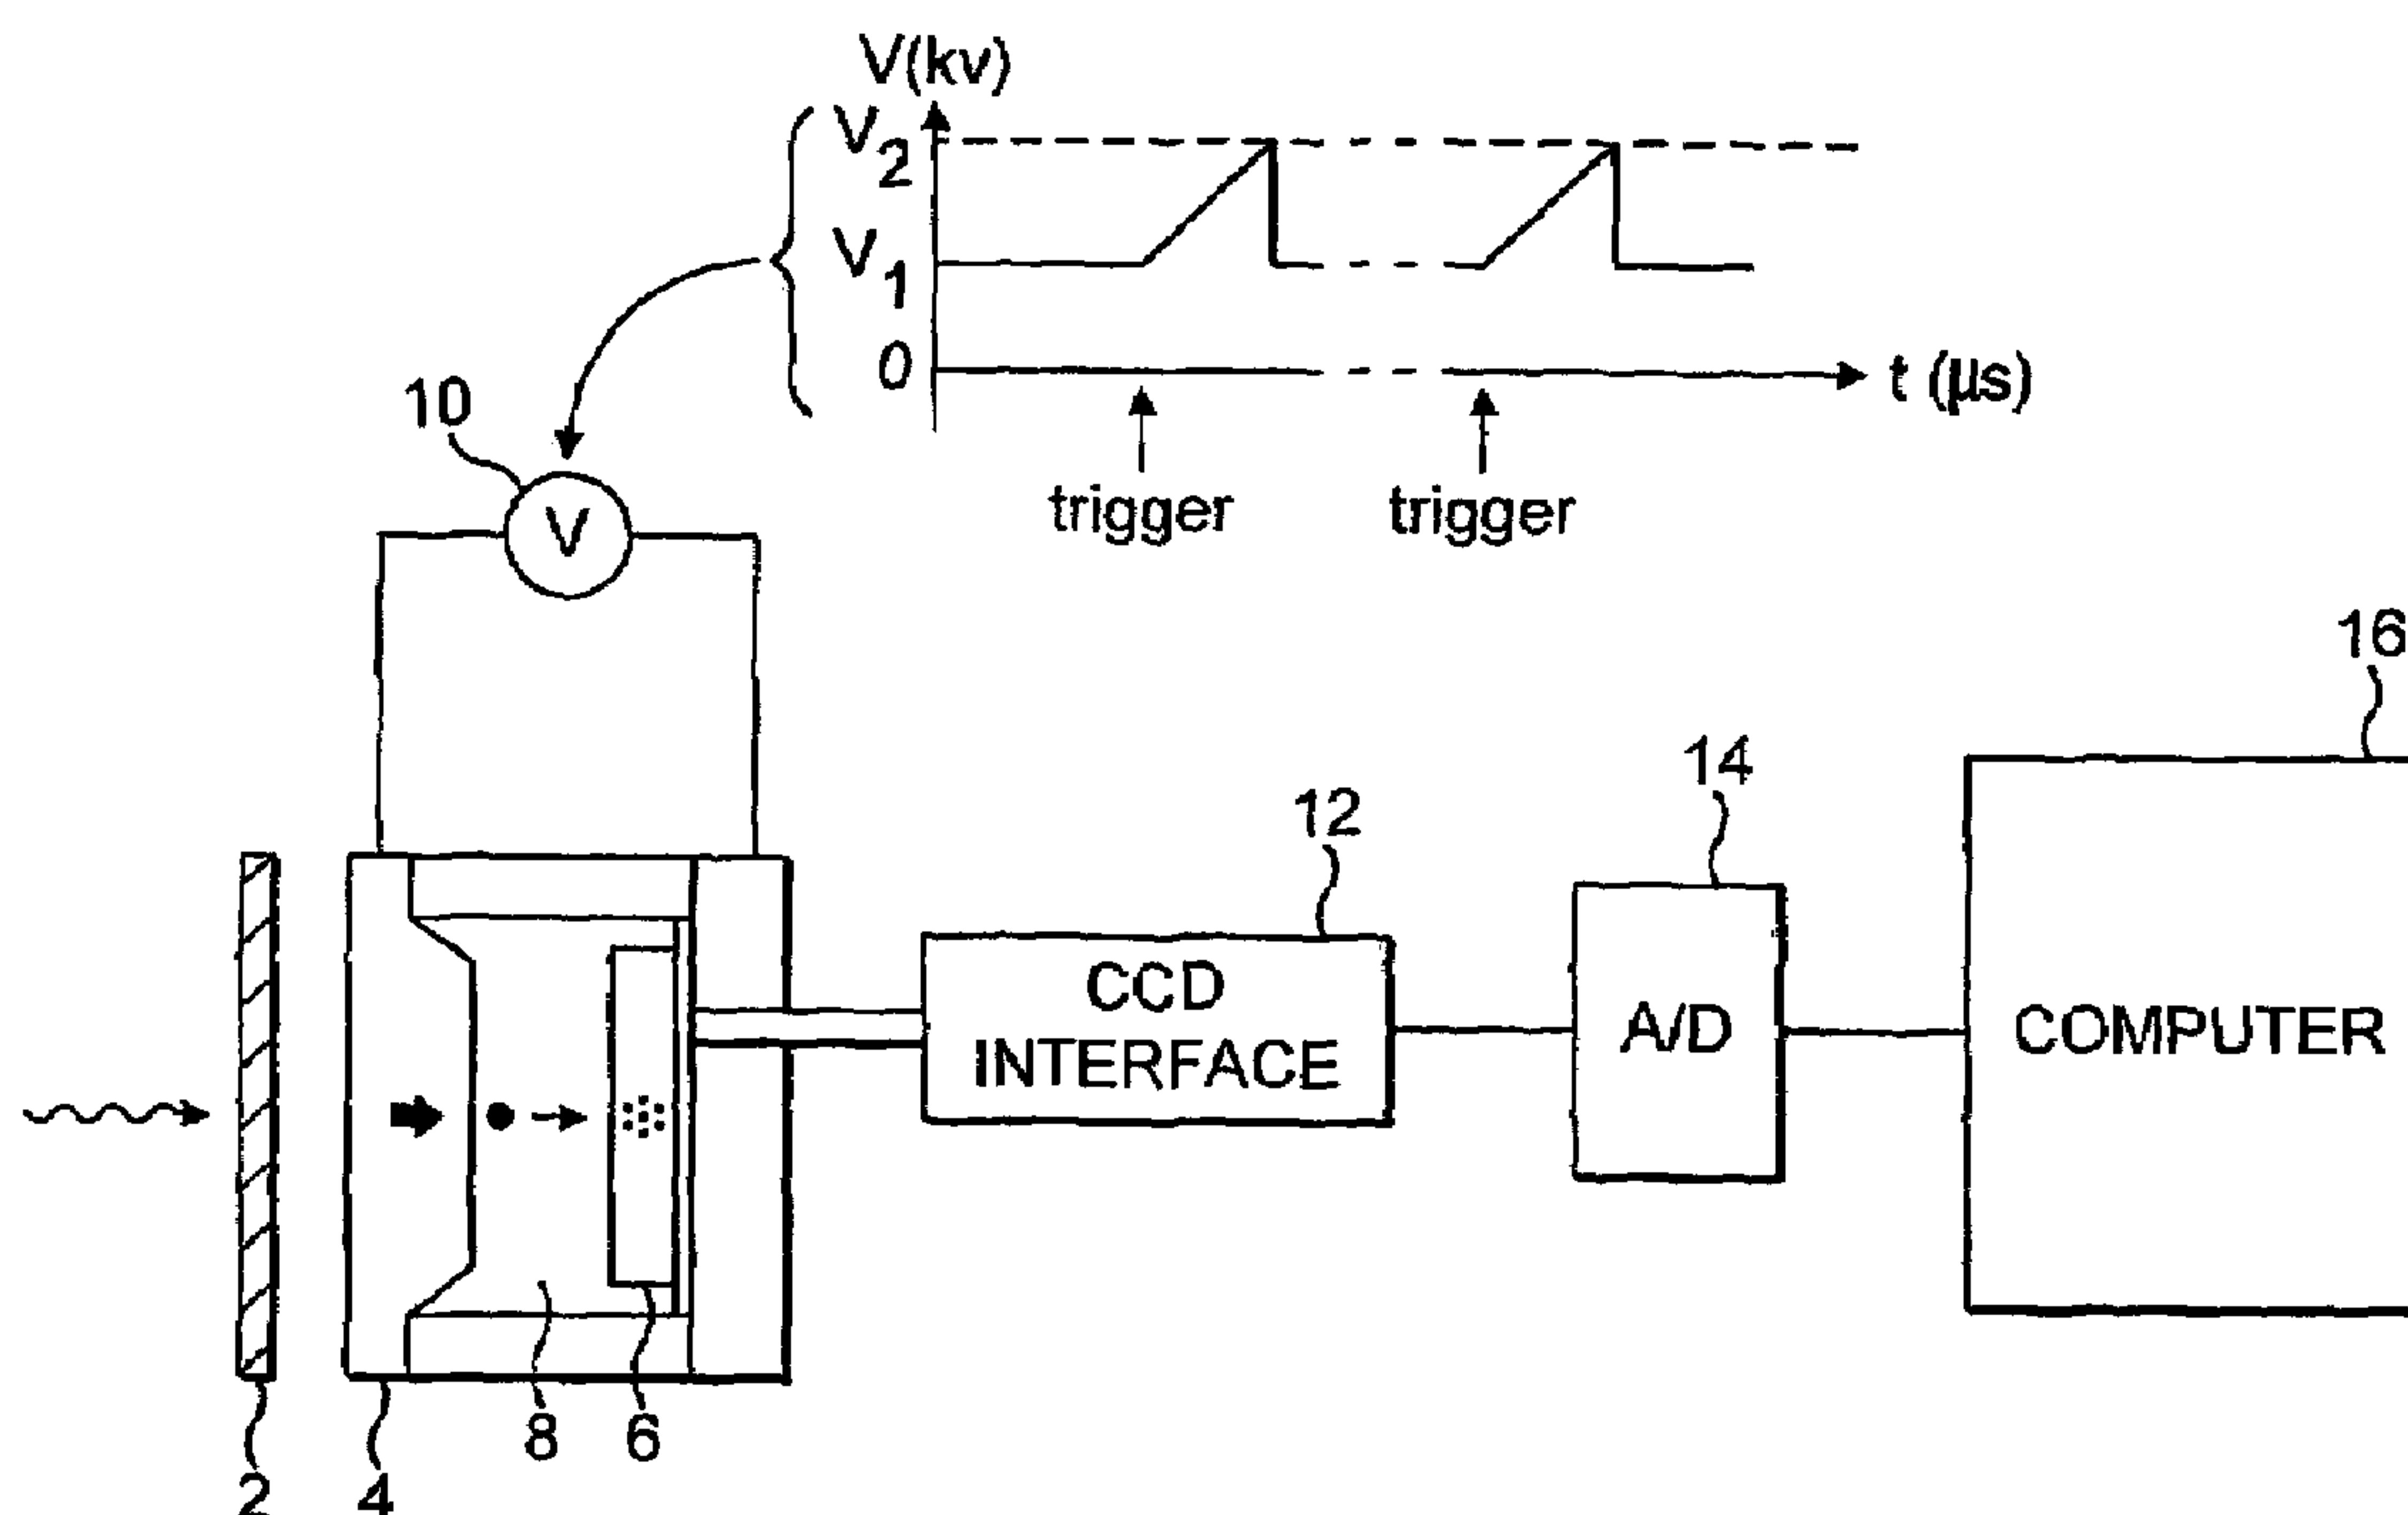 V(kv)
V2
V1
0
t (µs)
trigger trigger
10
V
16
14
12
CCD
INTERFACE
A/D
COMPUTER
8
6
2
4